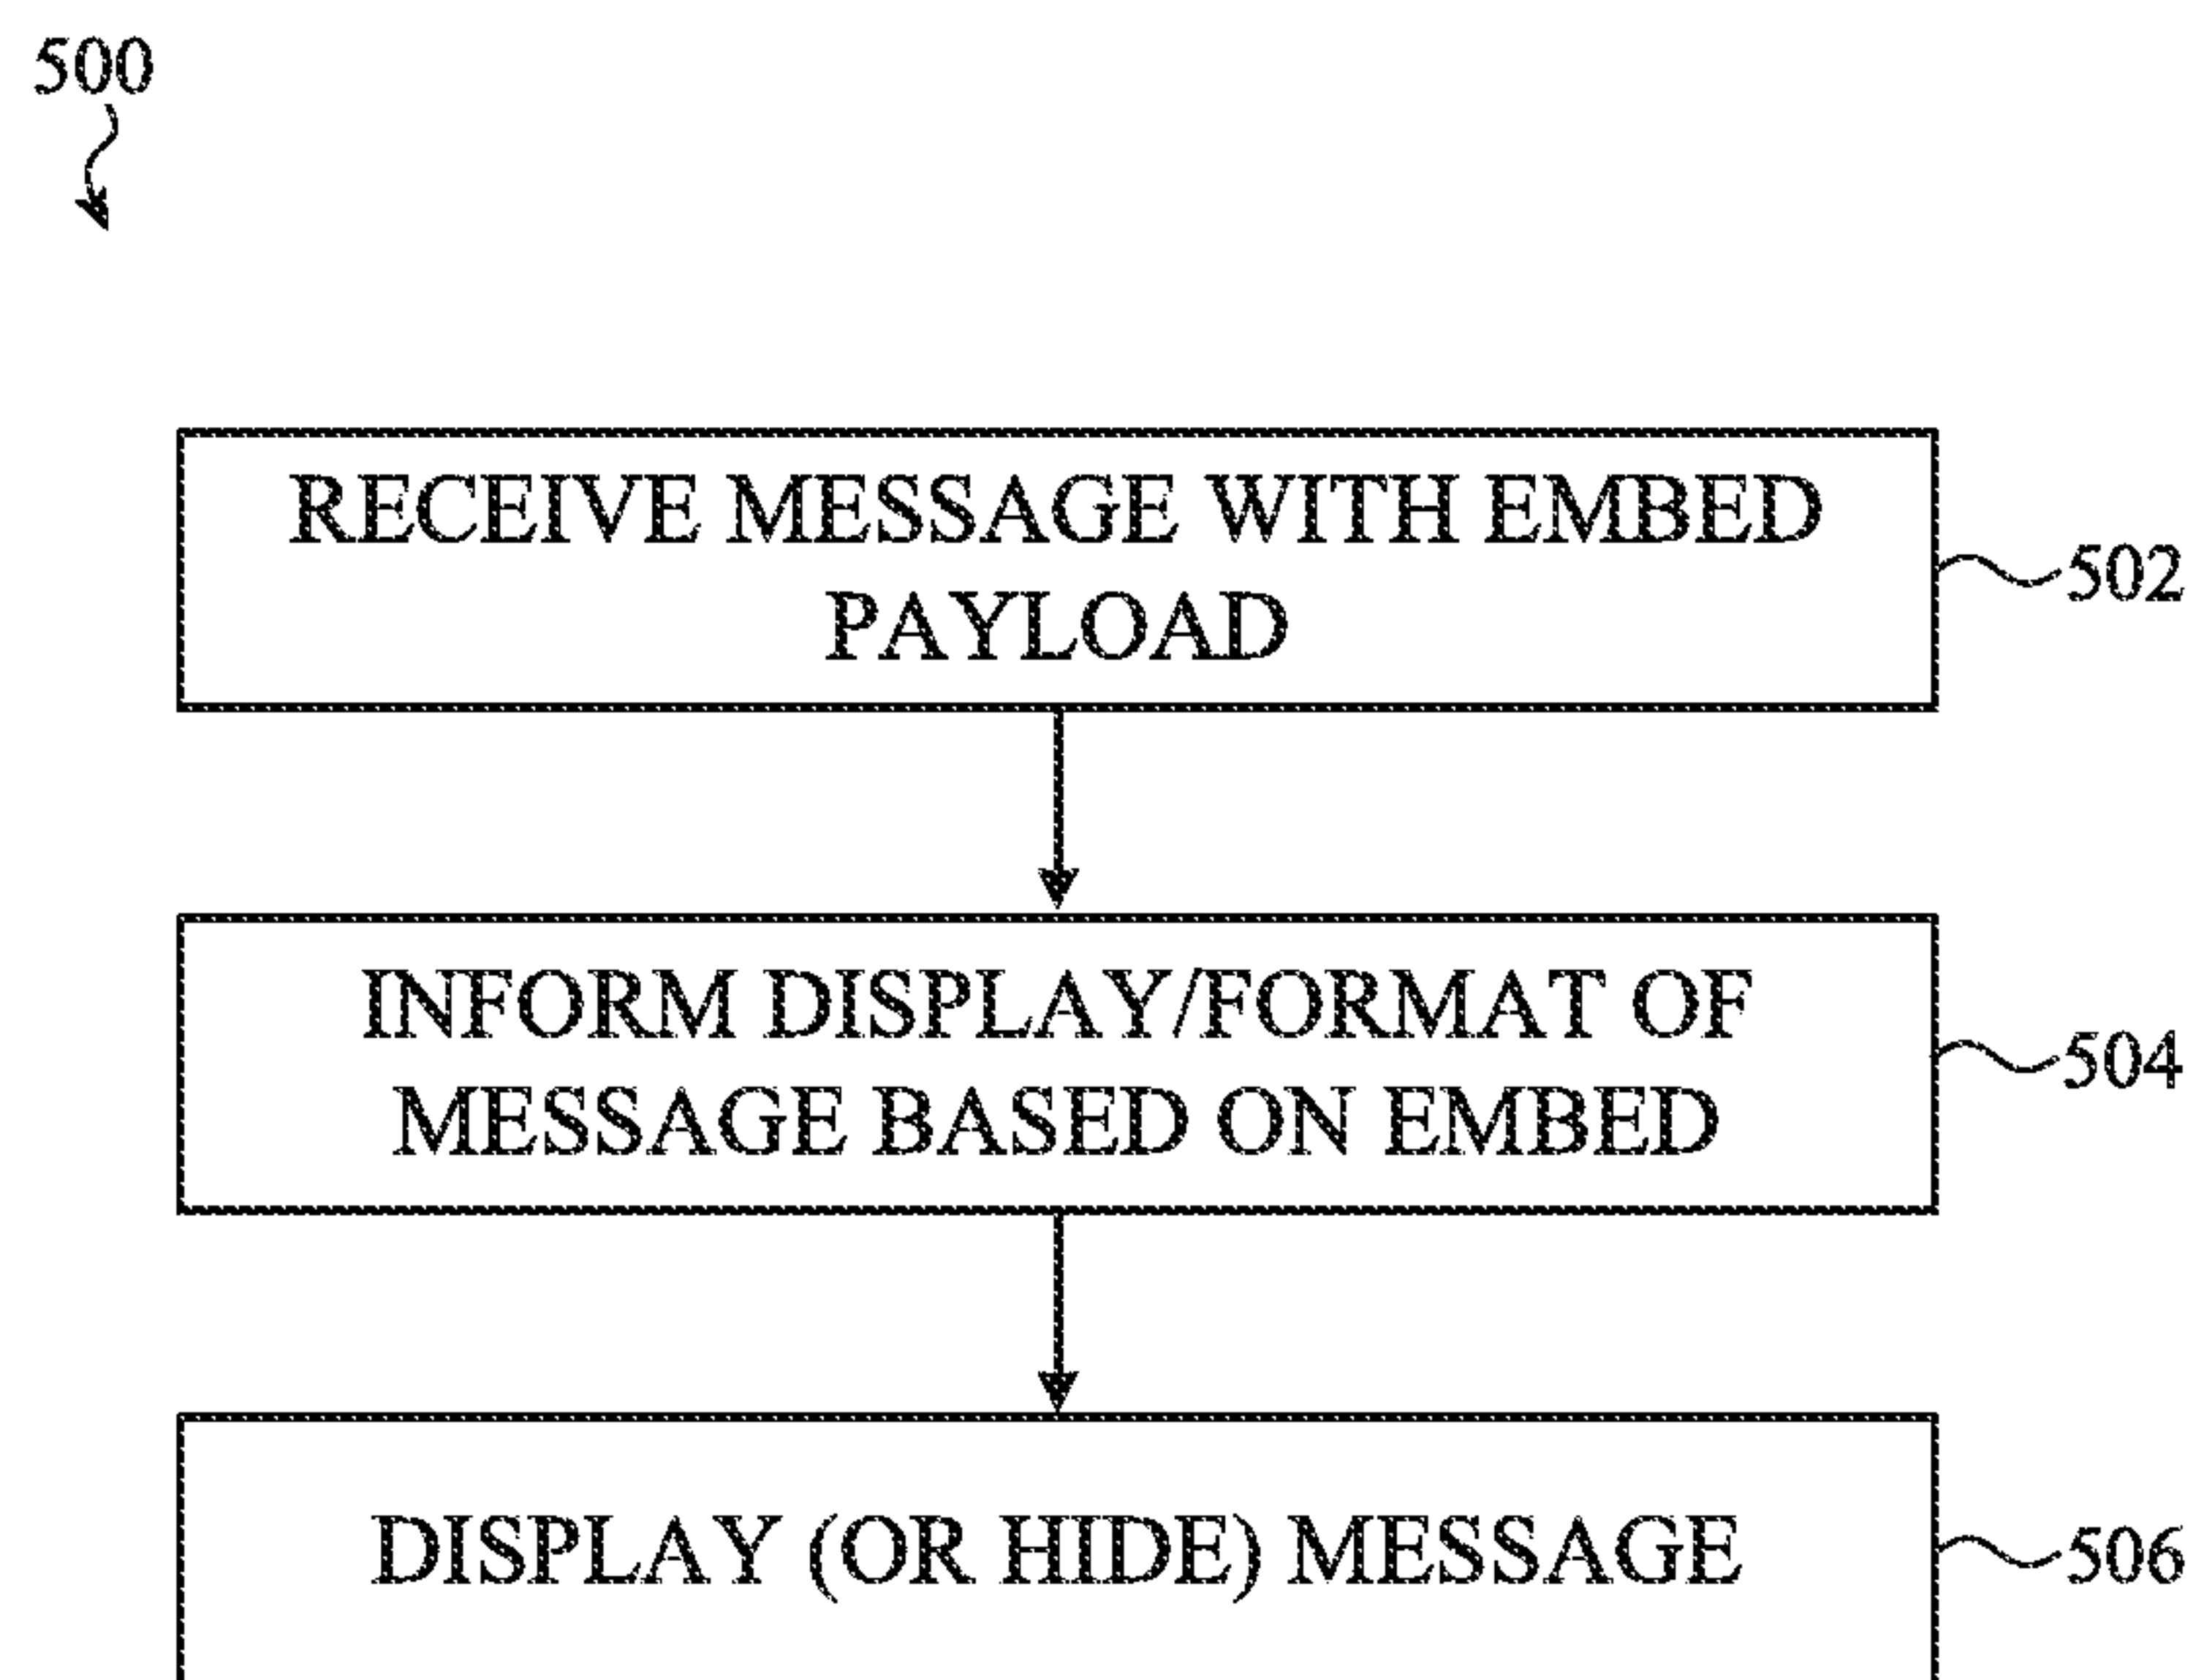 500
RECEIVE MESSAGE WITH EMBED
PAYLOAD
502
INFORM DISPLAY/FORMAT OF
MESSAGE BASED ON EMBED
504
DISPLAY (OR HIDE) MESSAGE
506